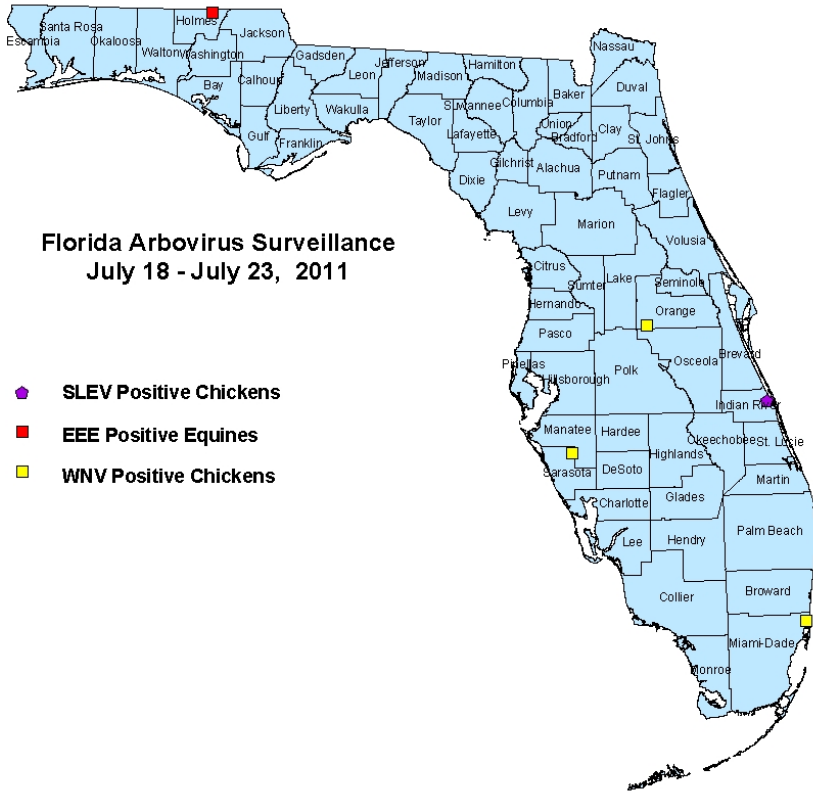 Holmes
Santa Rosa
Jackson
Escambia
Okaloosa
Walton
Washington
Gadsden
Jefferson
Hamilton
Nassau
Leon
Madison
Bay
Calhoun
Baker
Duval
Suwannee
Columbia
Liberty
Wakulla
Taylor
Union
Clay
Gulf
Lafayette
Bradford
St. Johns
Franklin
Gilchrist
Alachua
Putnam
Dixie
Flagler
Levy
Marion
Florida Arbovirus Surveillance
July 18 - July 23, 2011
Volusia
Citrus
Sumter
Lake
Seminole
Hernando
Orange
Pasco
Brevard
Pinellas
Osceola
Polk
Hillsborough
SLEV Positive Chickens
Indian River
EEE Positive Equines
Manatee
Hardee
Okeechobee
St. Lucie
Highlands
WNV Positive Chickens
Sarasota
DeSoto
Martin
Charlotte
Glades
Palm Beach
Lee
Hendry
Broward
Collier
Miami-Dade
Monroe